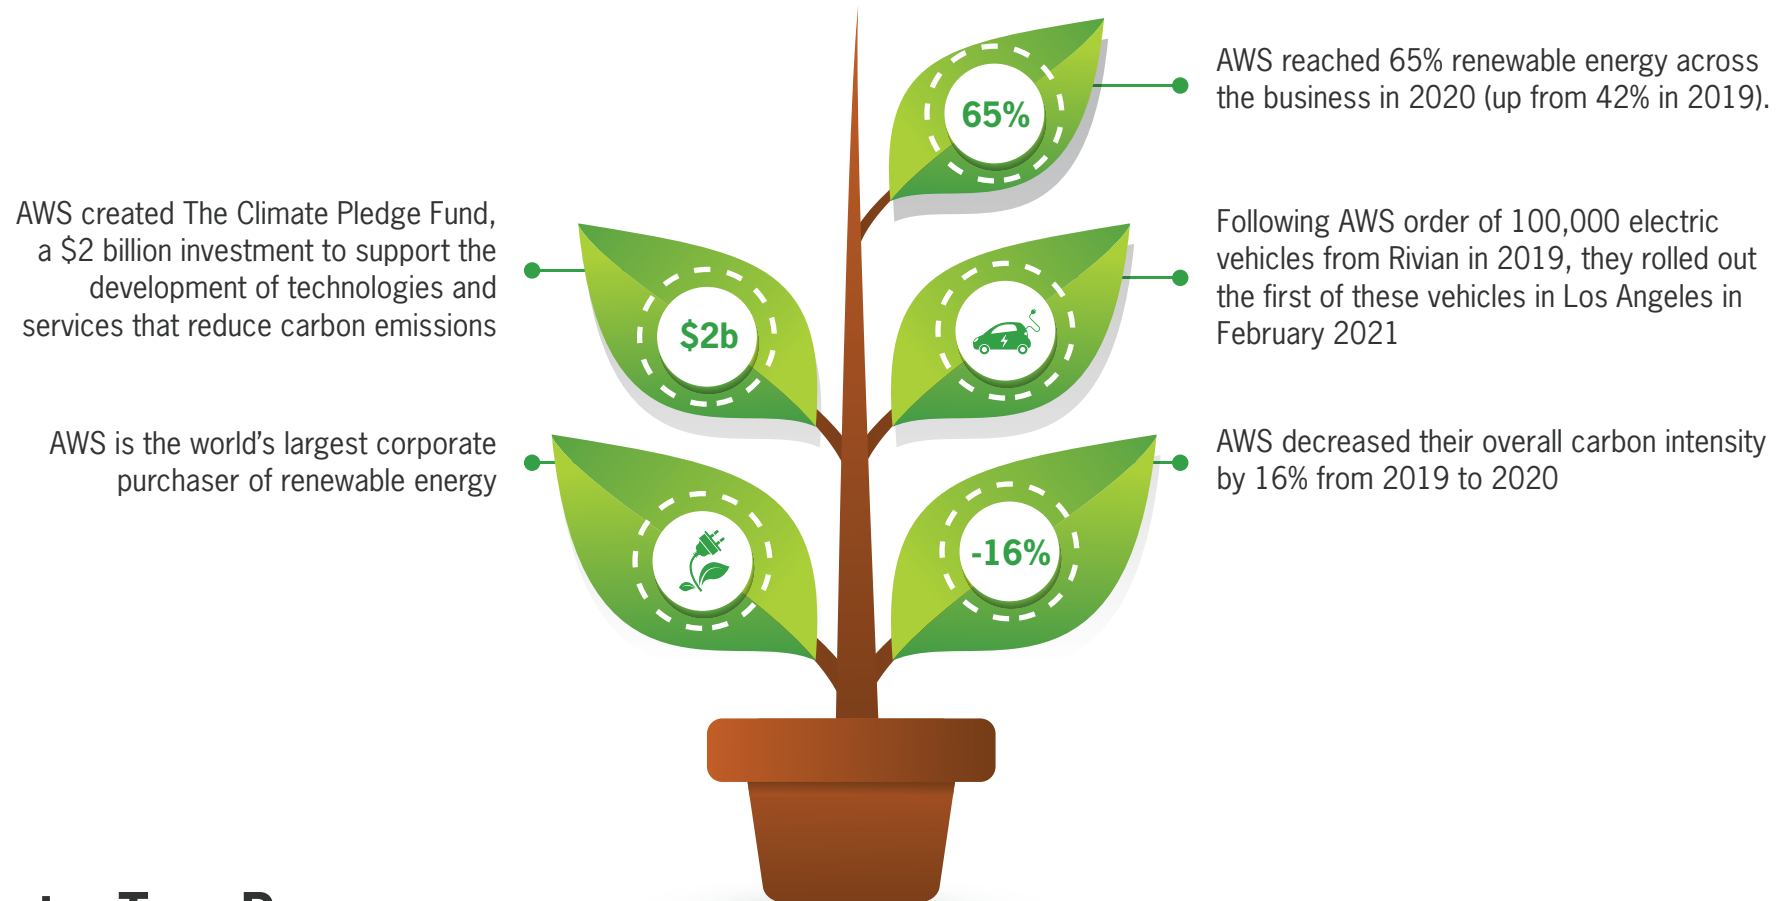 65%
AWS reached 65% renewable energy across
the business in 2020 (up from 42% in 2019).
AWS created The Climate Pledge Fund,
a $2 billion investment to support the
development of technologies and
services that reduce carbon emissions
$2b
Following AWS order of 100,000 electric
vehicles from Rivian in 2019, they rolled out
the first of these vehicles in Los Angeles in
February 2021
AWS is the world’s largest corporate
purchaser of renewable energy
AWS decreased their overall carbon intensity
by 16% from 2019 to 2020
-16%